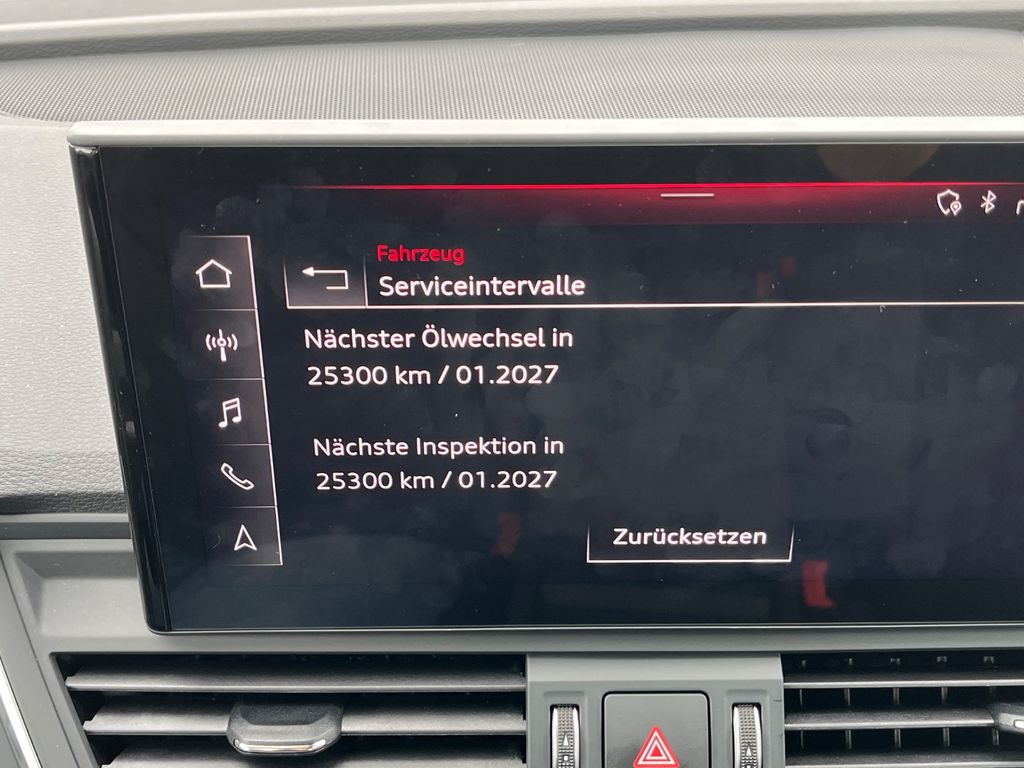 Fahrzeug
Serviceintervalle
Nächster Ölwechsel in
25300 km / 01.2027
Nächste Inspektion in
25300 km / 01.2027
Zurücksetzen